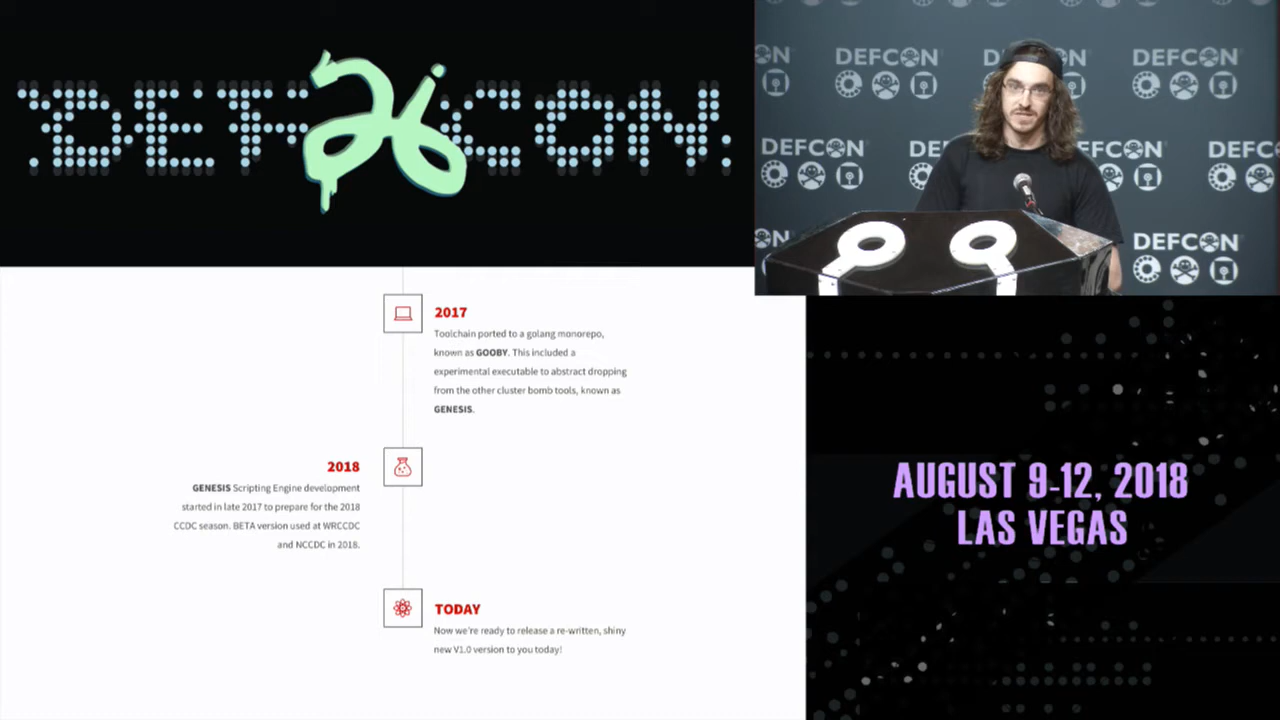 DEF CON
26
DEFCON DEFCON DEFCON
DEFCON DEFCON DEFCON
DEFCON
2017
Toolchain ported to a golang monorepo,
known as GOOBY. This included a
experimental executable to abstract dropping
from the other cluster bomb tools, known as
GENESIS.
2018
GENESIS Scripting Engine development
started in late 2017 to prepare for the 2018
CCDC season. BETA version used at WRCCDC
and NCCDC in 2018.
TODAY
Now we're ready to release a re-written, shiny
new V1.0 version to you today!
AUGUST 9-12, 2018
LAS VEGAS